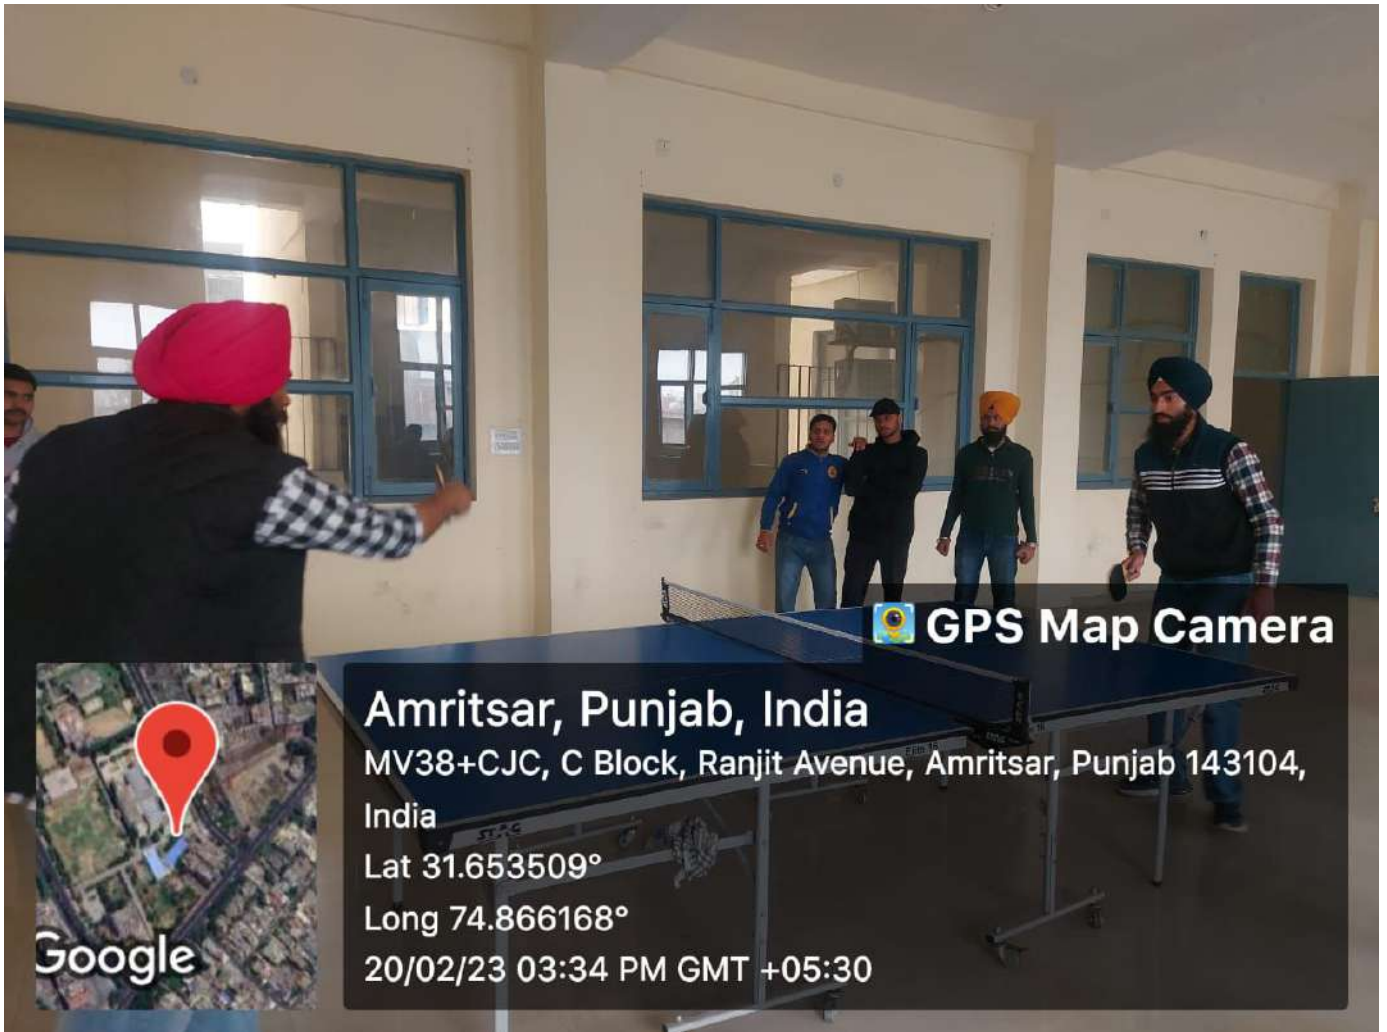 GPS Map Camera
Amritsar, Punjab, India
MV38+CJC, C Block, Ranjit Avenue, Amritsar, Punjab 143104,
India
Lat 31.653509°
Long 74.866168°
20/02/23 03:34 PM GMT +05:30
Google
STAG